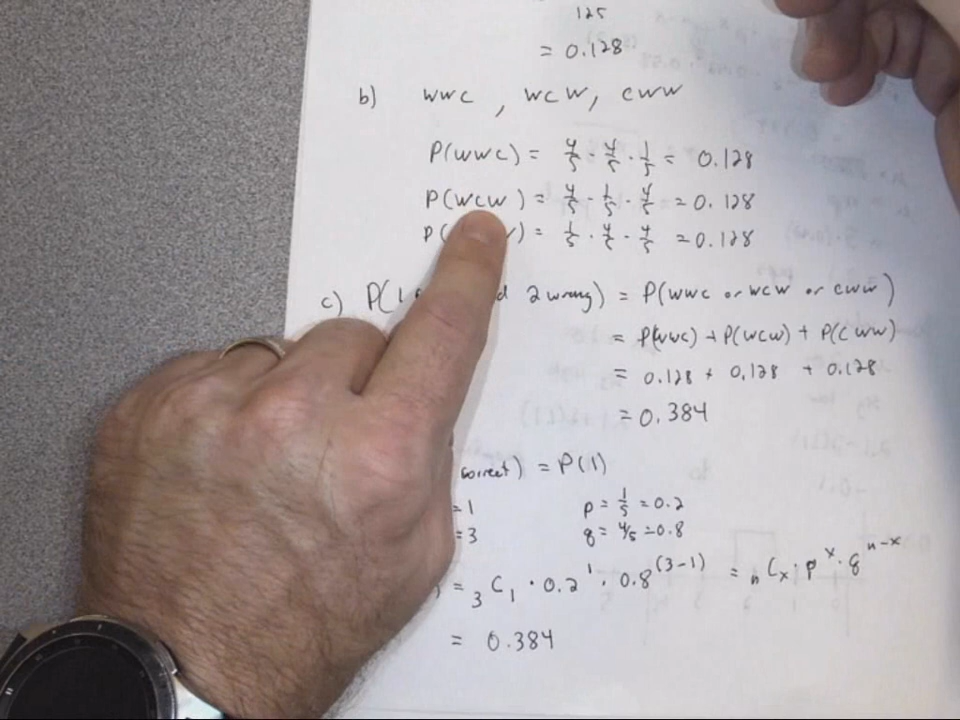 125
= 0.128
b) wwc, wcw, cww
P(wwc) = 4/5 · 4/5 · 1/5 = 0.128
P(wcw) = 4/5 · 1/5 · 4/5 = 0.128
P( ) = 1/5 · 4/5 · 4/5 = 0.128
c) P(1 2 wrong) = P(wwc or wcw or cww)
= P(wwc) + P(wcw) + P(cww)
= 0.128 + 0.128 + 0.128
= 0.384
correct) = P(1)
=1 p = 1/5 = 0.2
=3 q = 4/5 = 0.8
) = ₃C₁ · 0.2¹ · 0.8⁽³⁻¹⁾ = ₙCₓ · pˣ · qⁿ⁻ˣ
= 0.384